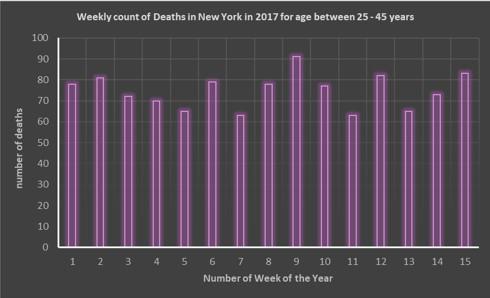 Weekly count of Deaths in New York in 2017 for age between 25 - 45 years
100
90
80
70
60
50
40
30
20
10
0
number of deaths
1 2 3 4 5 6 7 8 9 10 11 12 13 14 15
Number of Week of the Year